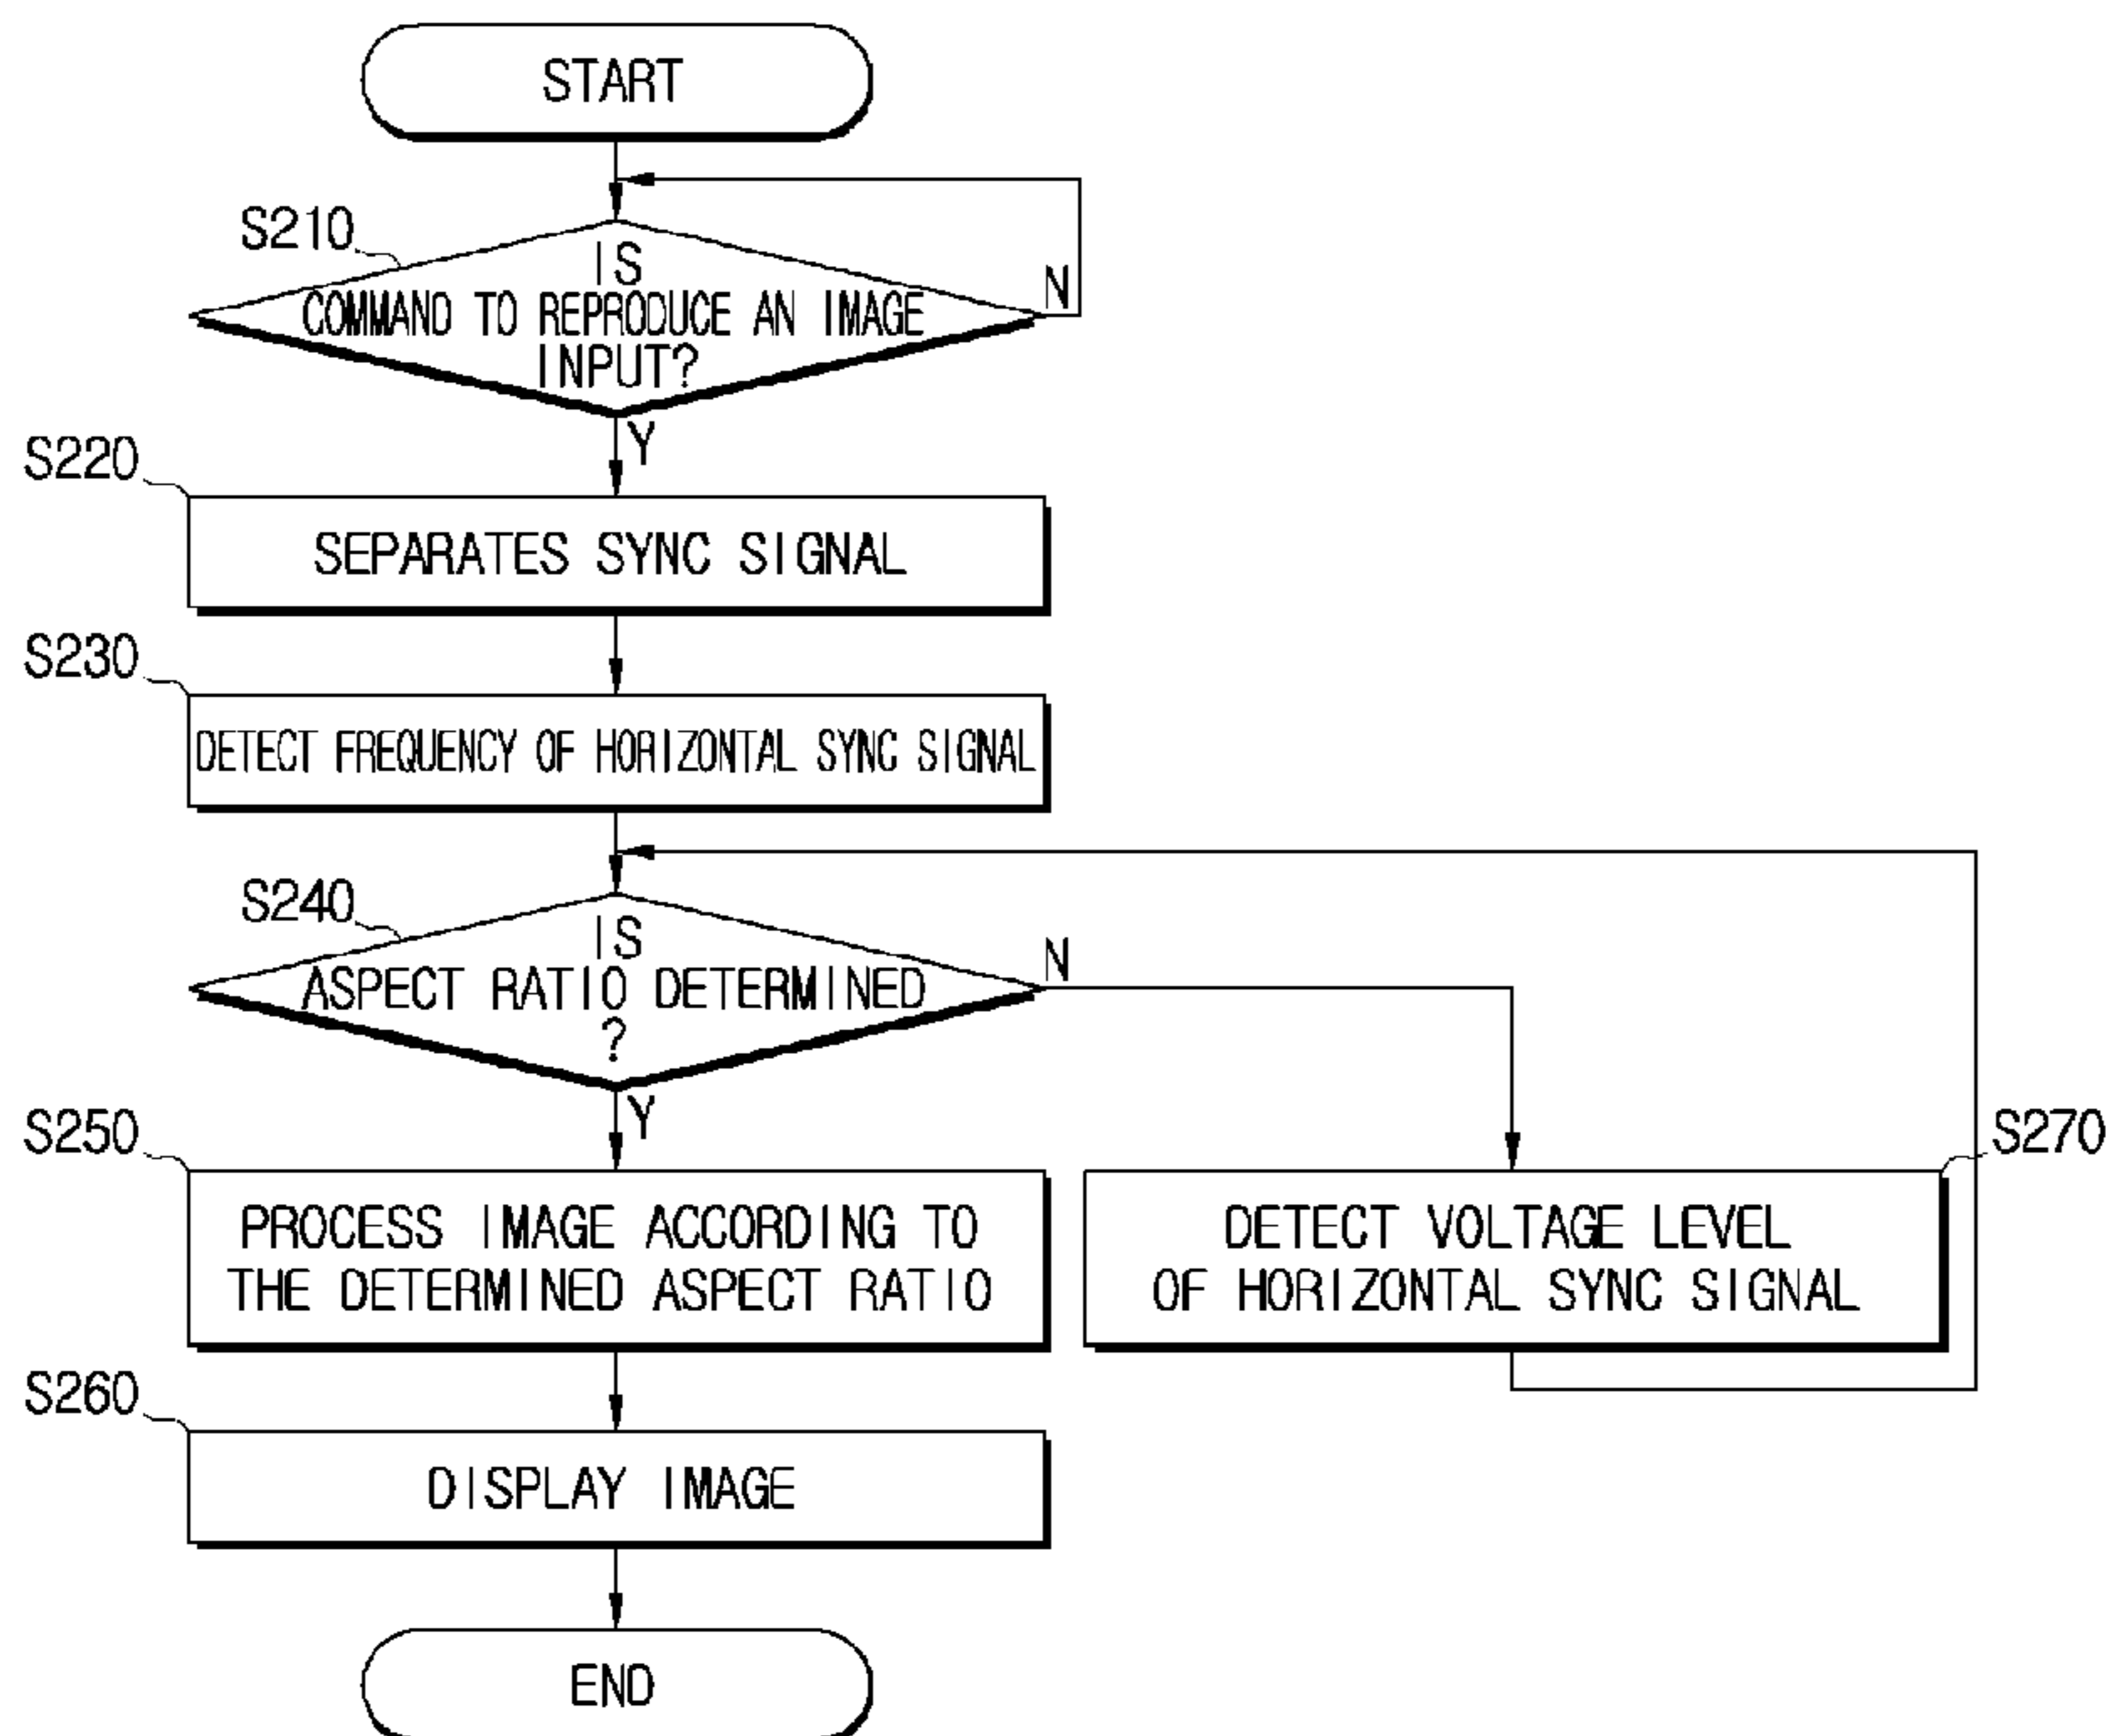 START
S210
IS
COMMAND TO REPRODUCE AN IMAGE
INPUT?
N
Y
S220
SEPARATES SYNC SIGNAL
S230
DETECT FREQUENCY OF HORIZONTAL SYNC SIGNAL
S240
IS
ASPECT RATIO DETERMINED
?
N
Y
S250
PROCESS IMAGE ACCORDING TO
THE DETERMINED ASPECT RATIO
S270
DETECT VOLTAGE LEVEL
OF HORIZONTAL SYNC SIGNAL
S260
DISPLAY IMAGE
END